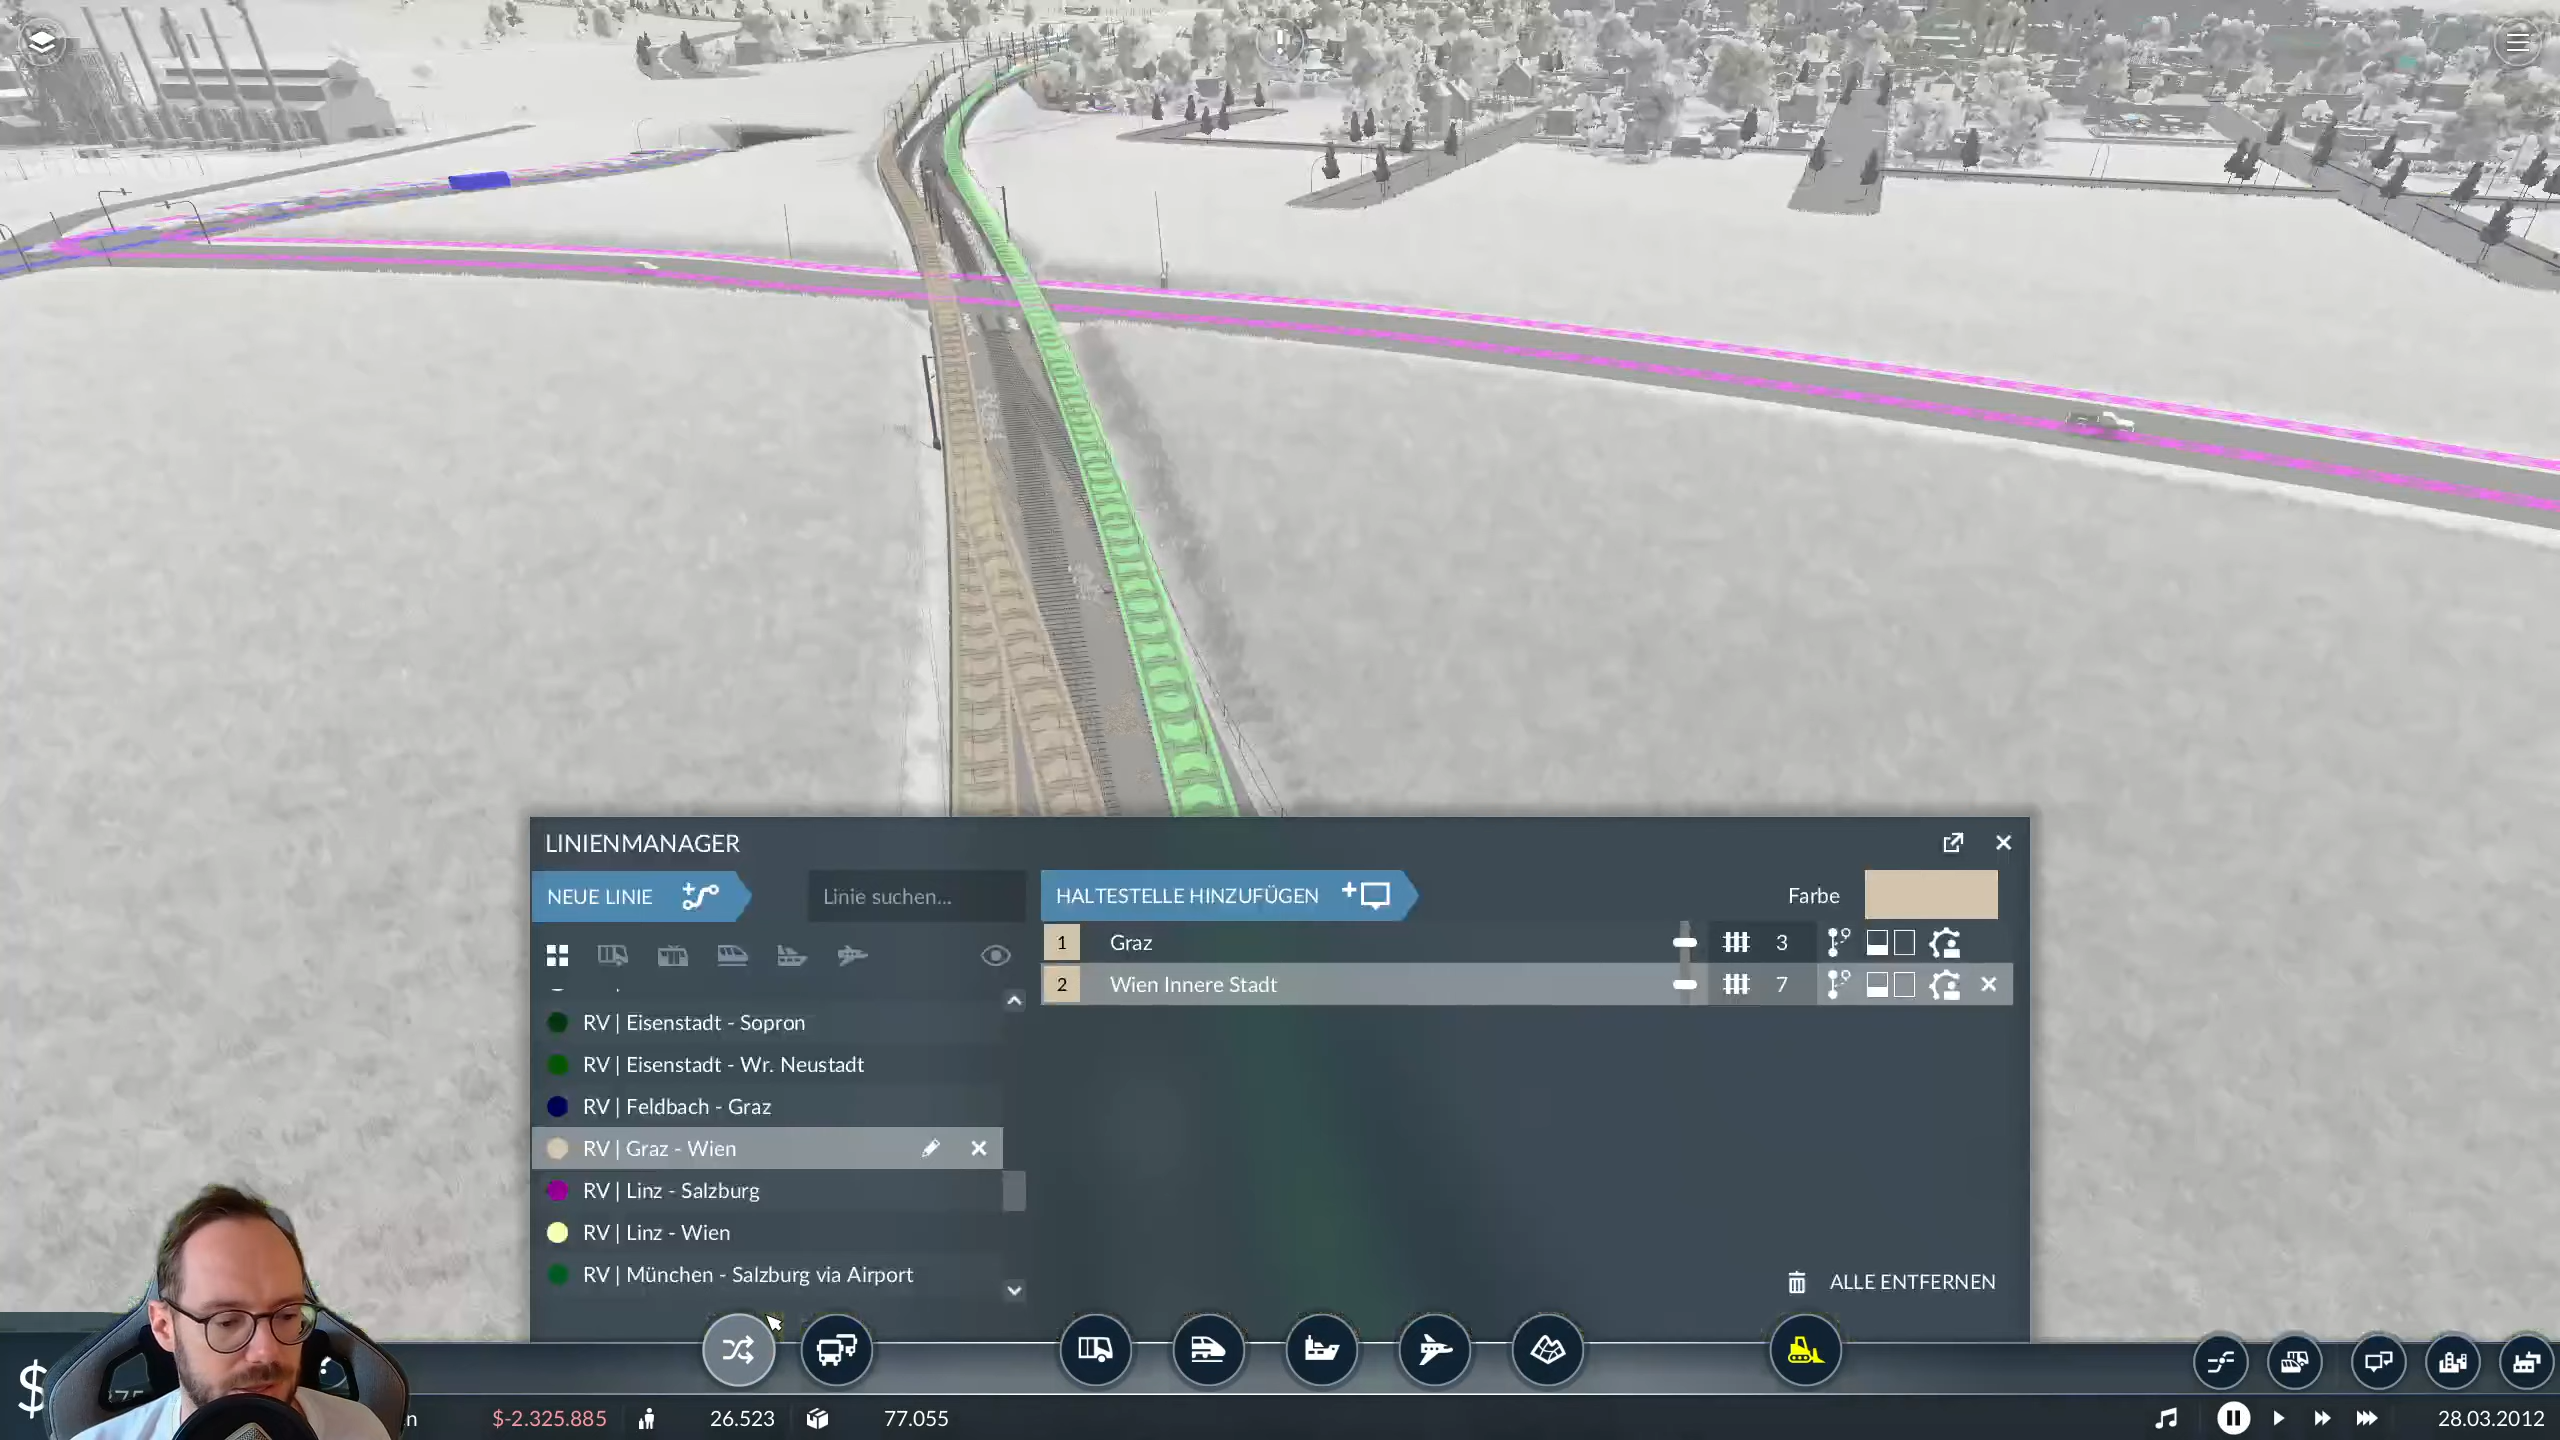 LINIENMANAGER
NEUE LINIE
Linie suchen...
HALTESTELLE HINZUFÜGEN
Farbe
1 Graz 3
2 Wien Innere Stadt 7
RV | Eisenstadt - Sopron
RV | Eisenstadt - Wr. Neustadt
RV | Feldbach - Graz
RV | Graz - Wien
RV | Linz - Salzburg
RV | Linz - Wien
RV | München - Salzburg via Airport
ALLE ENTFERNEN
$
n
$-2.325.885
26.523
77.055
28.03.2012